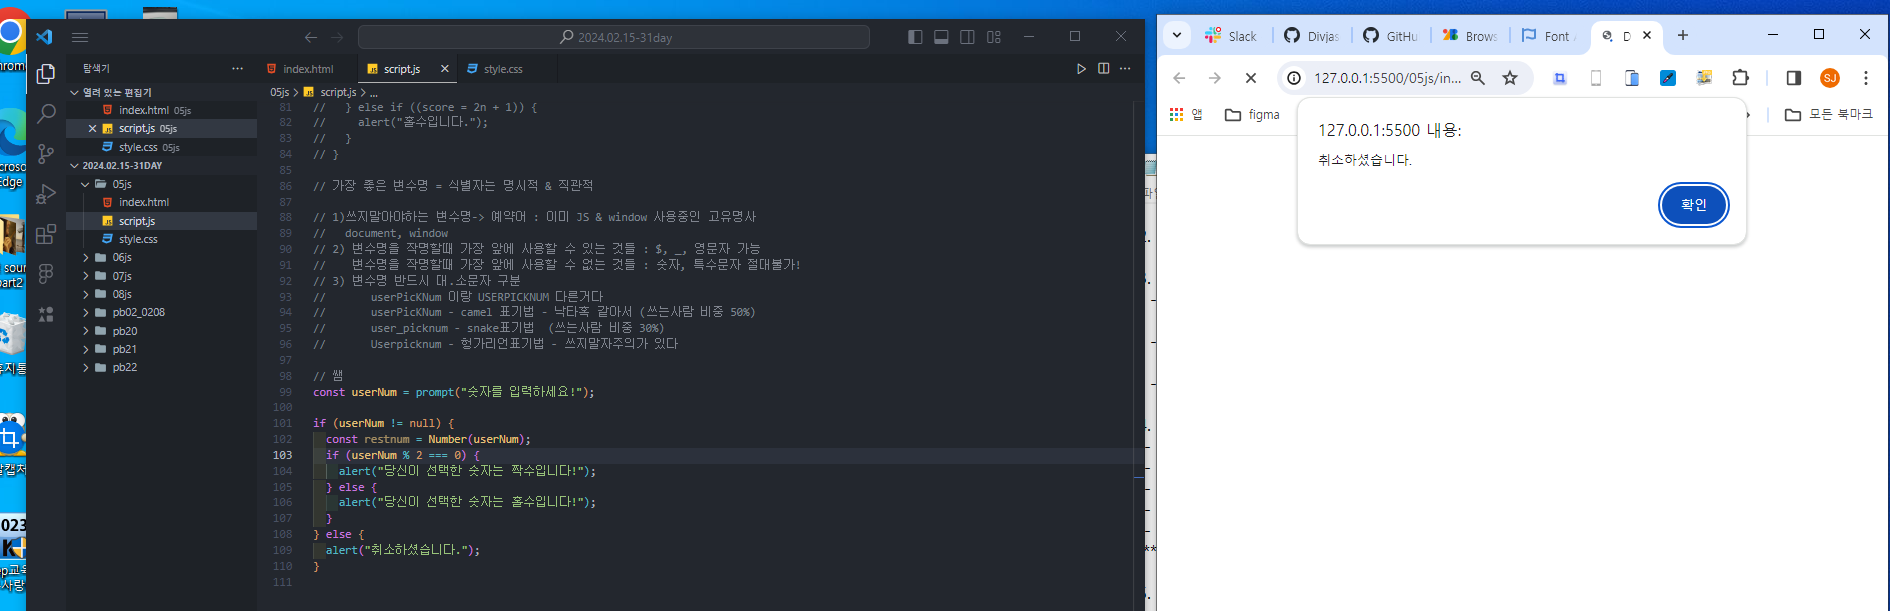 2024.02.15-31day
탐색기
index.html
script.js
style.css
열려 있는 편집기
index.html 05js
script.js 05js
style.css 05js
2024.02.15-31DAY
05js
index.html
script.js
style.css
06js
07js
08js
pb02_0208
pb20
pb21
pb22
05js > script.js > ...
81 //   } else if ((score = 2n + 1)) {
82 //     alert("홀수입니다.");
83 //   }
84 // }
85
86 // 가장 좋은 변수명 = 식별자는 명시적 & 직관적
87
88 // 1)쓰지말아야하는 변수명-> 예약어 : 이미 JS & window 사용중인 고유명사
89 //   document, window
90 // 2) 변수명을 작명할때 가장 앞에 사용할 수 있는 것들 : $, _, 영문자 가능
91 //    변수명을 작명할때 가장 앞에 사용할 수 없는 것들 : 숫자, 특수문자 절대불가!
92 // 3) 변수명 반드시 대.소문자 구분
93 //       userPicKNum 이랑 USERPICKNUM 다른거다
94 //       userPicKNum - camel 표기법 - 낙타혹 같아서 (쓰는사람 비중 50%)
95 //       user_picknum - snake표기법  (쓰는사람 비중 30%)
96 //       Userpicknum - 헝가리언표기법 - 쓰지말자주의가 있다
97
98 // 쌤
99 const userNum = prompt("숫자를 입력하세요!");
100
101 if (userNum != null) {
102   const restnum = Number(userNum);
103   if (userNum % 2 === 0) {
104     alert("당신이 선택한 숫자는 짝수입니다!");
105   } else {
106     alert("당신이 선택한 숫자는 홀수입니다!");
107   }
108 } else {
109   alert("취소하셨습니다.");
110 }
111
Slack
Divjas
GitHu
Brows
Font
D
127.0.0.1:5500/05js/in...
SJ
앱
figma
모든 북마크
127.0.0.1:5500 내용:
취소하셨습니다.
확인